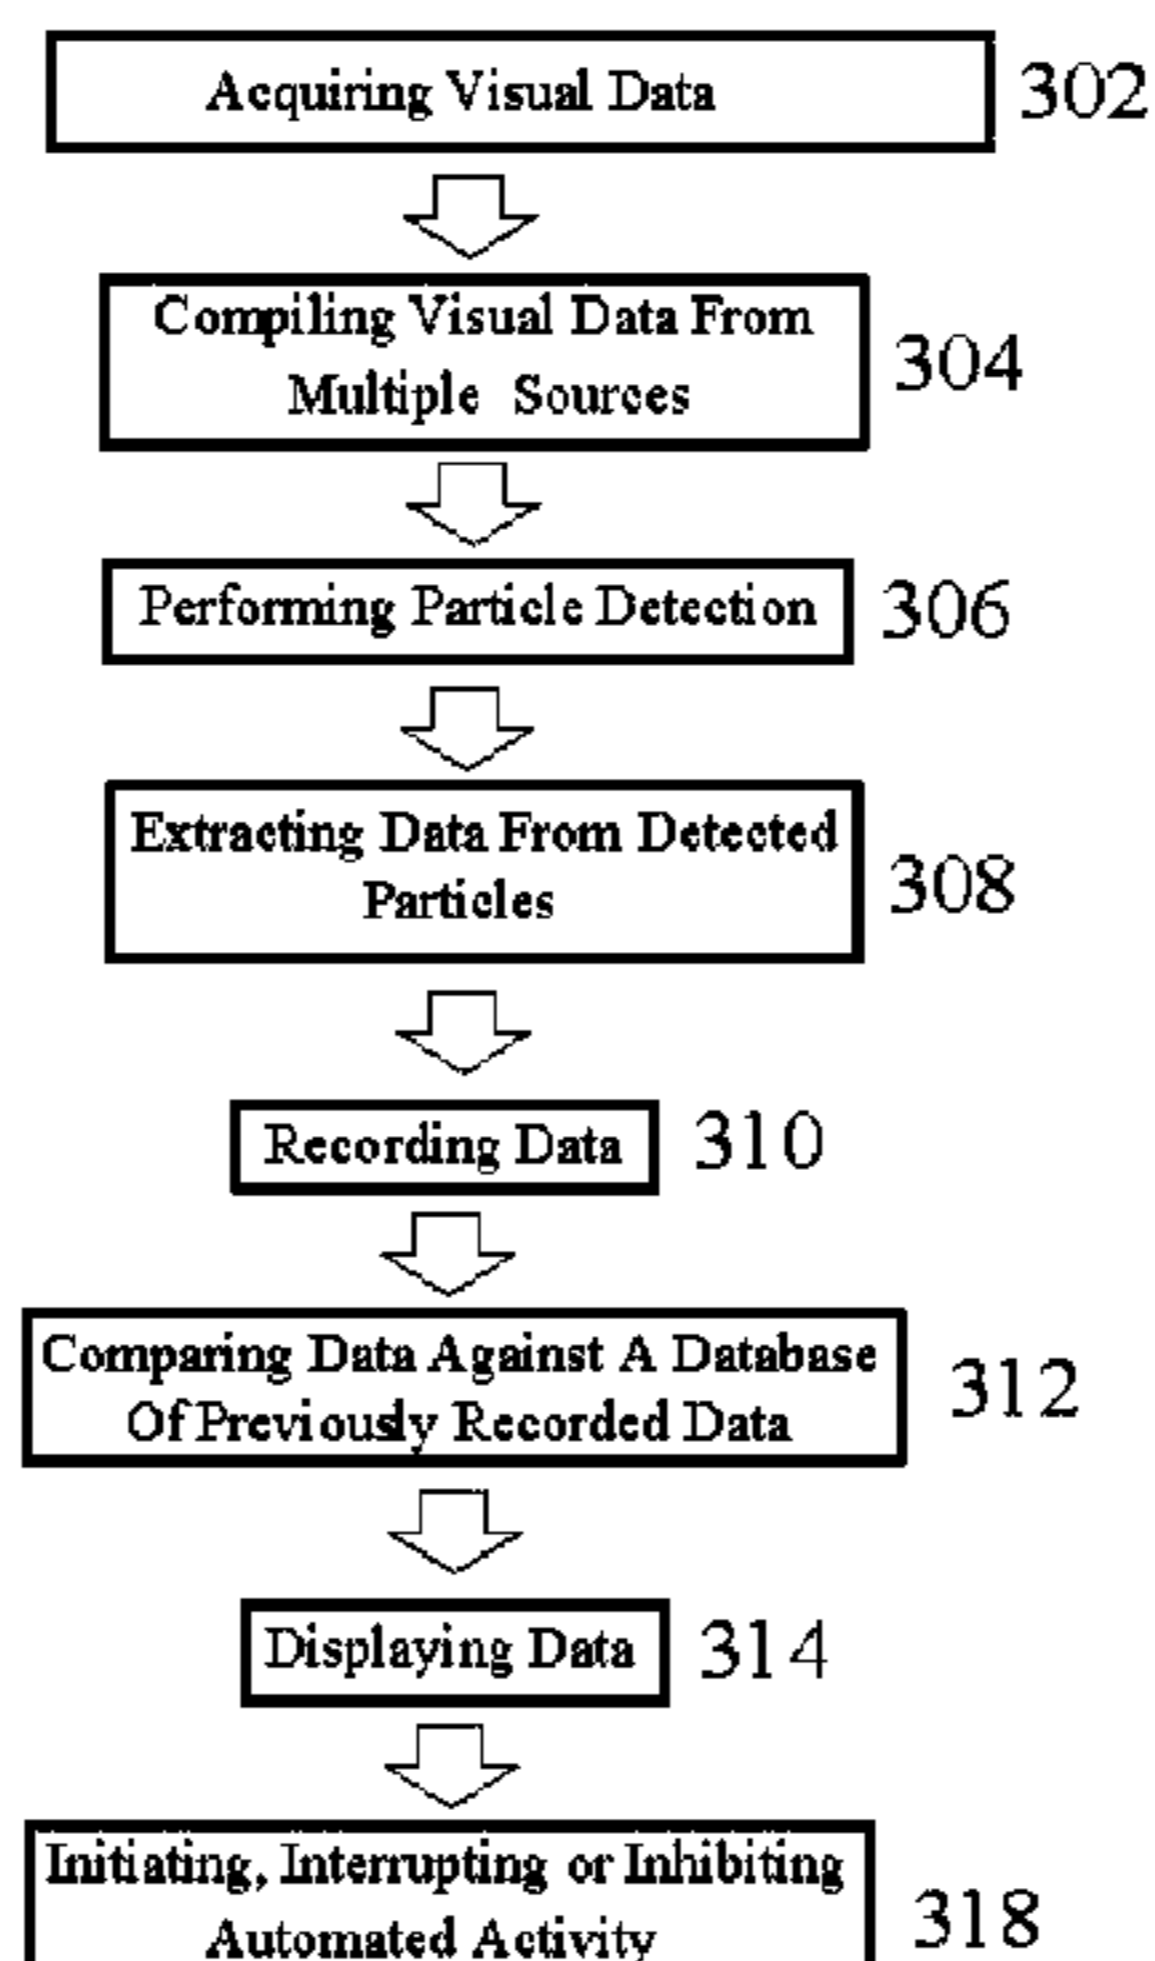 Acquiring Visual Data 302
Compiling Visual Data From
Multiple Sources
304
Performing Particle Detection 306
Extracting Data From Detected
Particles
308
Recording Data 310
Comparing Data Against A Database
Of Previously Recorded Data
312
Displaying Data 314
Initiating, Interrupting or Inhibiting
Automated Activity
318